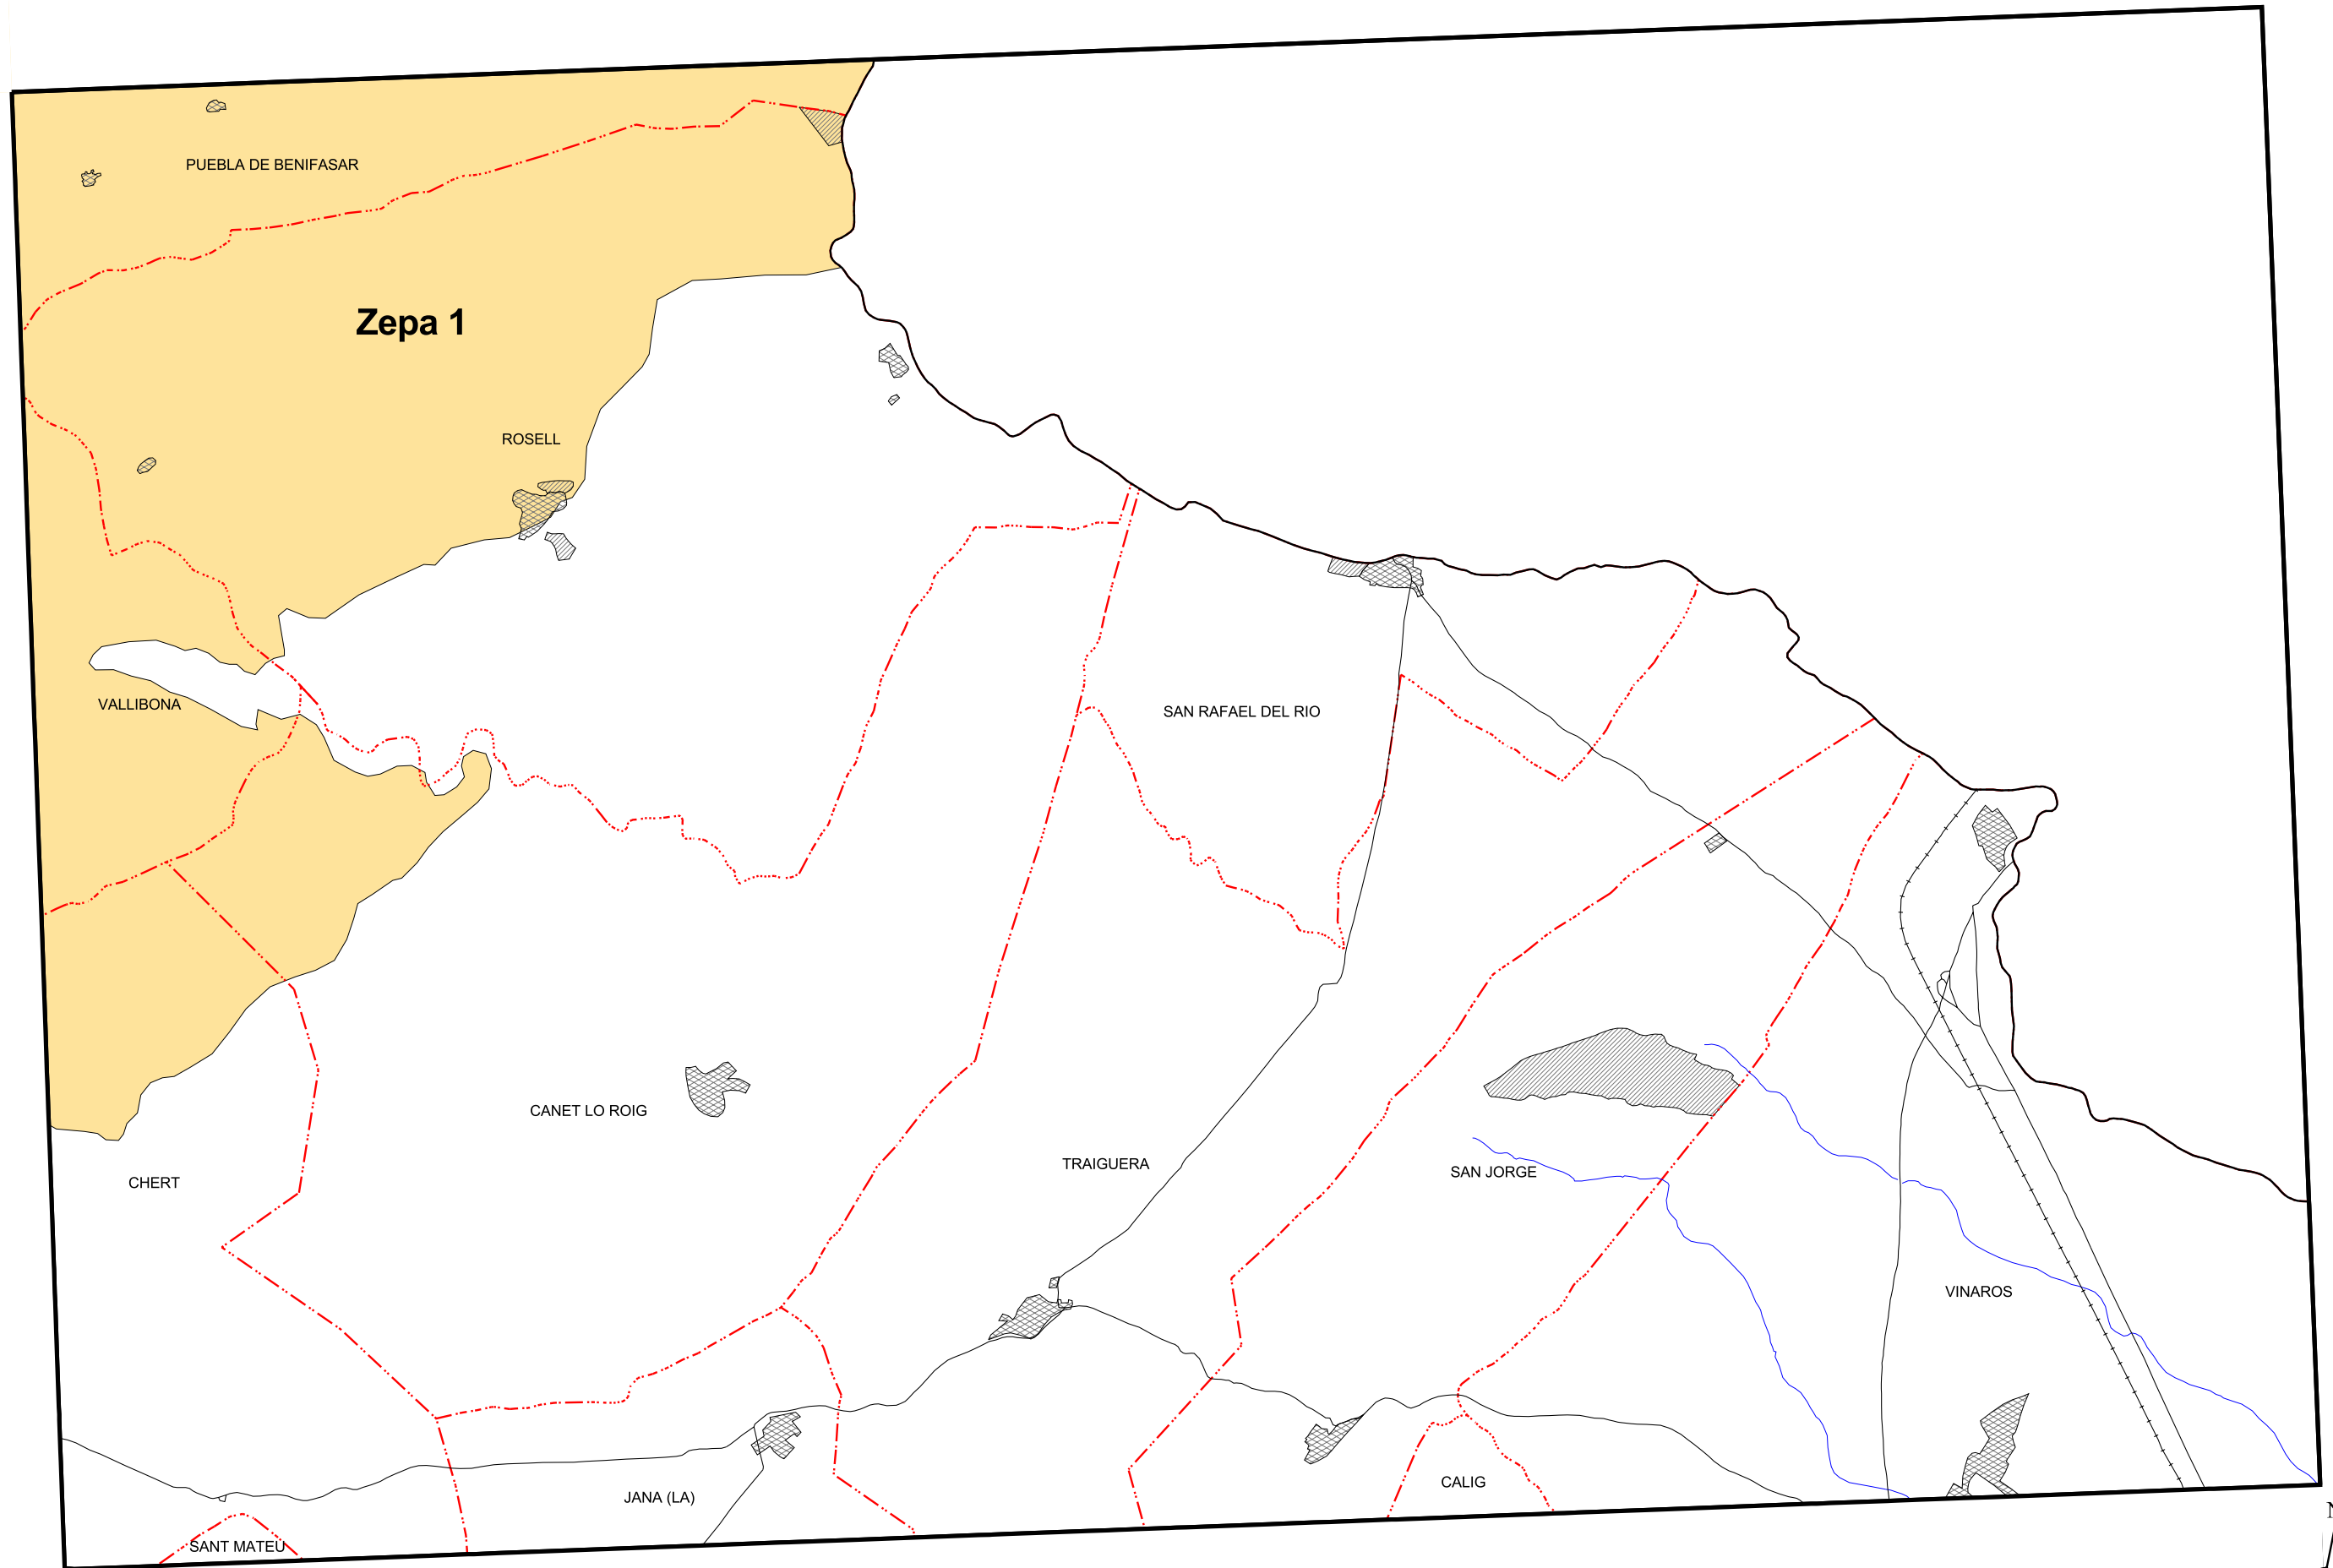 PUEBLA DE BENIFASAR
Zepa 1
ROSELL
VALLIBONA
SAN RAFAEL DEL RIO
CANET LO ROIG
TRAIGUERA
SAN JORGE
CHERT
VINAROS
CALIG
JANA (LA)
SANT MATEU